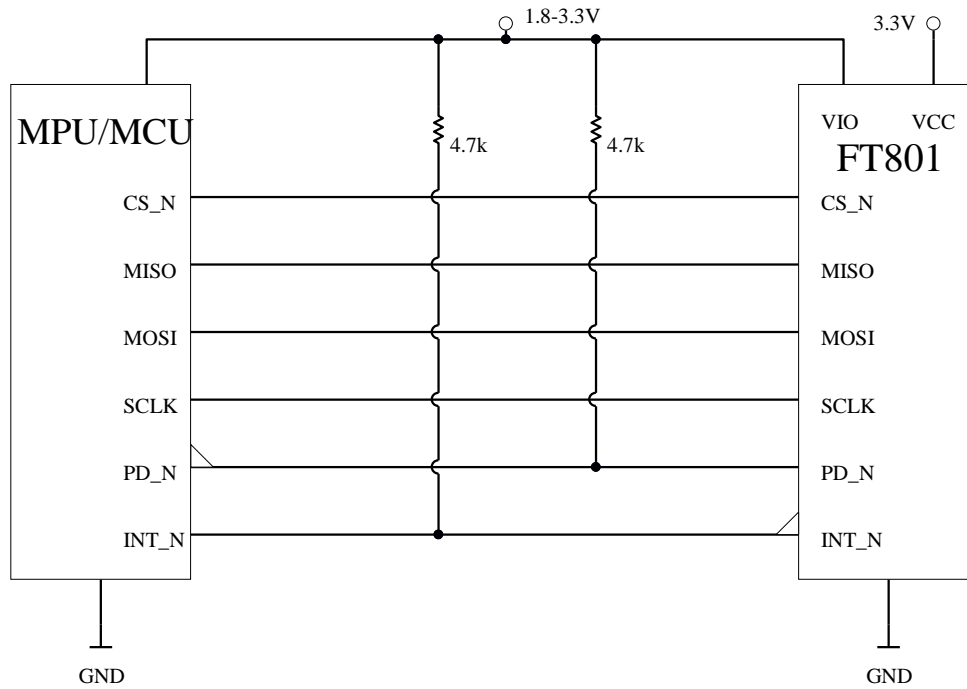 1.8-3.3V
3.3V
MPU/MCU
4.7k
4.7k
VIO VCC
FT801
CS_N
CS_N
MISO
MISO
MOSI
MOSI
SCLK
SCLK
PD_N
PD_N
INT_N
INT_N
GND
GND